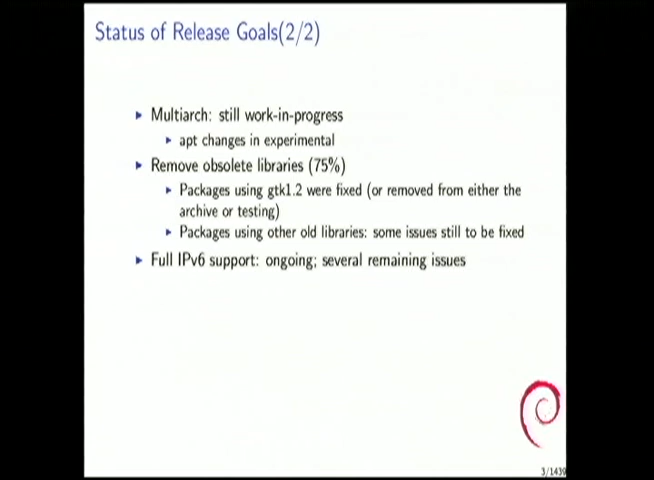 Status of Release Goals(2/2)
Multiarch: still work-in-progress
apt changes in experimental
Remove obsolete libraries (75%)
Packages using gtk1.2 were fixed (or removed from either the
archive or testing)
Packages using other old libraries: some issues still to be fixed
Full IPv6 support: ongoing; several remaining issues
3/1439